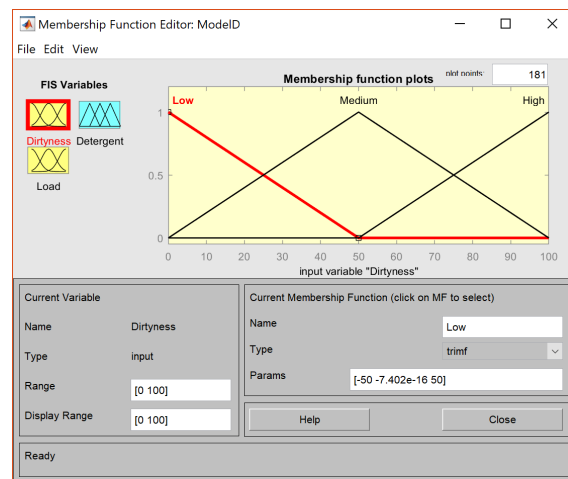 Membership Function Editor: ModelD
File Edit View
FIS Variables
Dirtyness Detergent
Load
Membership function plots
plot points:
181
Low
Medium
High
1
0.5
0
0 10 20 30 40 50 60 70 80 90 100
input variable "Dirtyness"
Current Variable
Name Dirtyness
Type input
Range [0 100]
Display Range [0 100]
Current Membership Function (click on MF to select)
Name Low
Type trimf
Params [-50 -7.402e-16 50]
Help Close
Ready